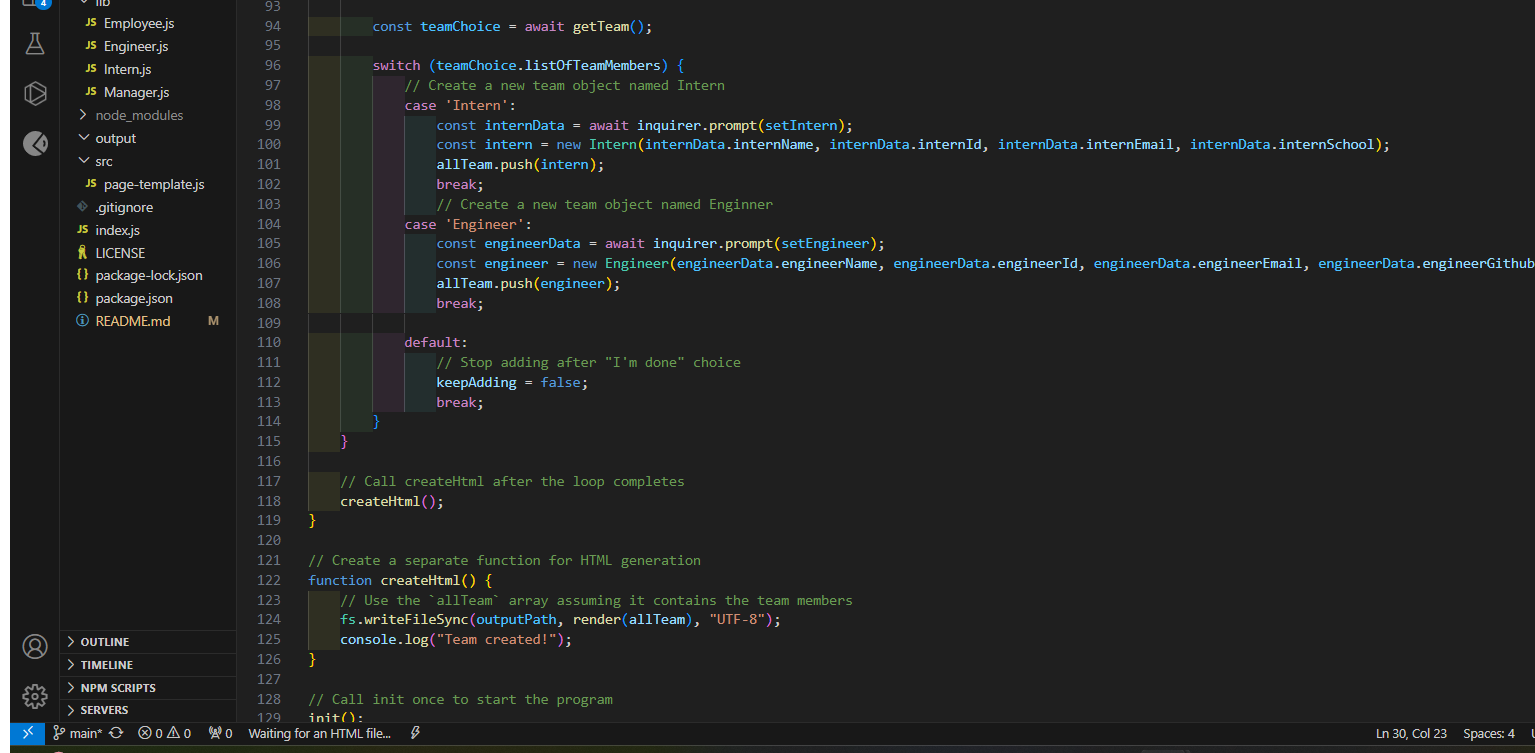 4
lib
JS Employee.js
JS Engineer.js
JS Intern.js
JS Manager.js
node_modules
output
src
JS page-template.js
.gitignore
JS index.js
LICENSE
{} package-lock.json
{} package.json
README.md M
OUTLINE
TIMELINE
NPM SCRIPTS
SERVERS
93
94 const teamChoice = await getTeam();
95
96 switch (teamChoice.listOfTeamMembers) {
97 // Create a new team object named Intern
98 case 'Intern':
99 const internData = await inquirer.prompt(setIntern);
100 const intern = new Intern(internData.internName, internData.internId, internData.internEmail, internData.internSchool);
101 allTeam.push(intern);
102 break;
103 // Create a new team object named Enginner
104 case 'Engineer':
105 const engineerData = await inquirer.prompt(setEngineer);
106 const engineer = new Engineer(engineerData.engineerName, engineerData.engineerId, engineerData.engineerEmail, engineerData.engineerGithub
107 allTeam.push(engineer);
108 break;
109
110 default:
111 // Stop adding after "I'm done" choice
112 keepAdding = false;
113 break;
114 }
115 }
116
117 // Call createHtml after the loop completes
118 createHtml();
119 }
120
121 // Create a separate function for HTML generation
122 function createHtml() {
123 // Use the `allTeam` array assuming it contains the team members
124 fs.writeFileSync(outputPath, render(allTeam), "UTF-8");
125 console.log("Team created!");
126 }
127
128 // Call init once to start the program
129 init();
main* 0 0 0 Waiting for an HTML file... Ln 30, Col 23 Spaces: 4